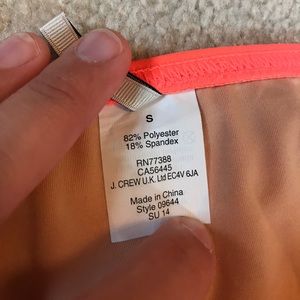 S
82% Polyester
18% Spandex
RN77388
CA56445
J. CREW U.K. Ltd EC4V 6JA
Made in China
Style 09644
SU 14